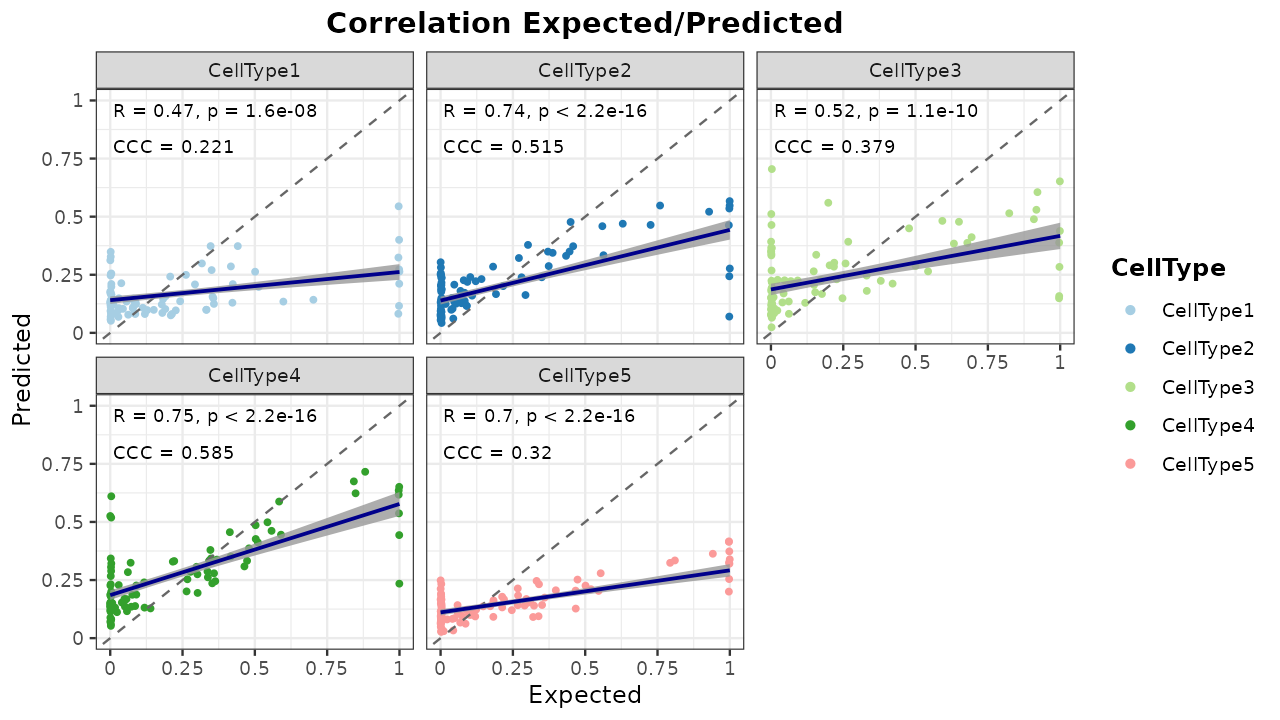 Correlation Expected/Predicted
CellType1
CellType2
CellType3
R = 0.47, p = 1.6e-08
CCC = 0.221
R = 0.74, p < 2.2e-16
CCC = 0.515
R = 0.52, p = 1.1e-10
CCC = 0.379
1
0.75
0.5
0.25
0
0
0.25
0.5
0.75
1
CellType4
CellType5
R = 0.75, p < 2.2e-16
CCC = 0.585
R = 0.7, p < 2.2e-16
CCC = 0.32
1
0.75
0.5
0.25
0
0
0.25
0.5
0.75
1
0
0.25
0.5
0.75
1
Predicted
Expected
CellType
CellType1
CellType2
CellType3
CellType4
CellType5